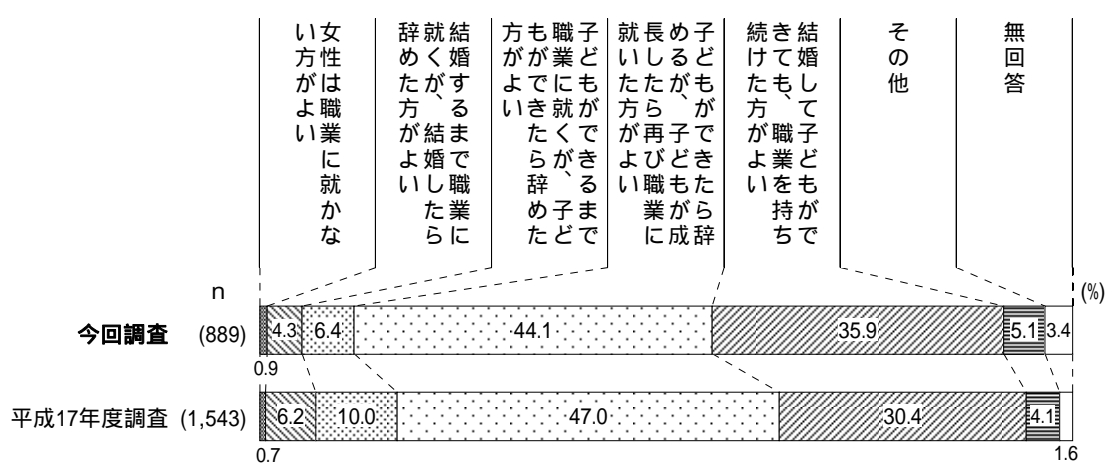 女性は職業に就かな
い方がよい
結婚するまで職業に
就くが、結婚したら
辞めた方がよい
子どもができるまで
職業に就くが、子ど
もができたら辞めた
方がよい
子どもができたら辞
めるが、子どもが成
長したら再び職業に
就いた方がよい
結婚して子どもがで
きても、職業を持ち
続けた方がよい
その他
無回答
n
(%)
今回調査 (889) 4.3 6.4 44.1 35.9 5.1 3.4
0.9
平成17年度調査 (1,543) 6.2 10.0 47.0 30.4 4.1
0.7 1.6